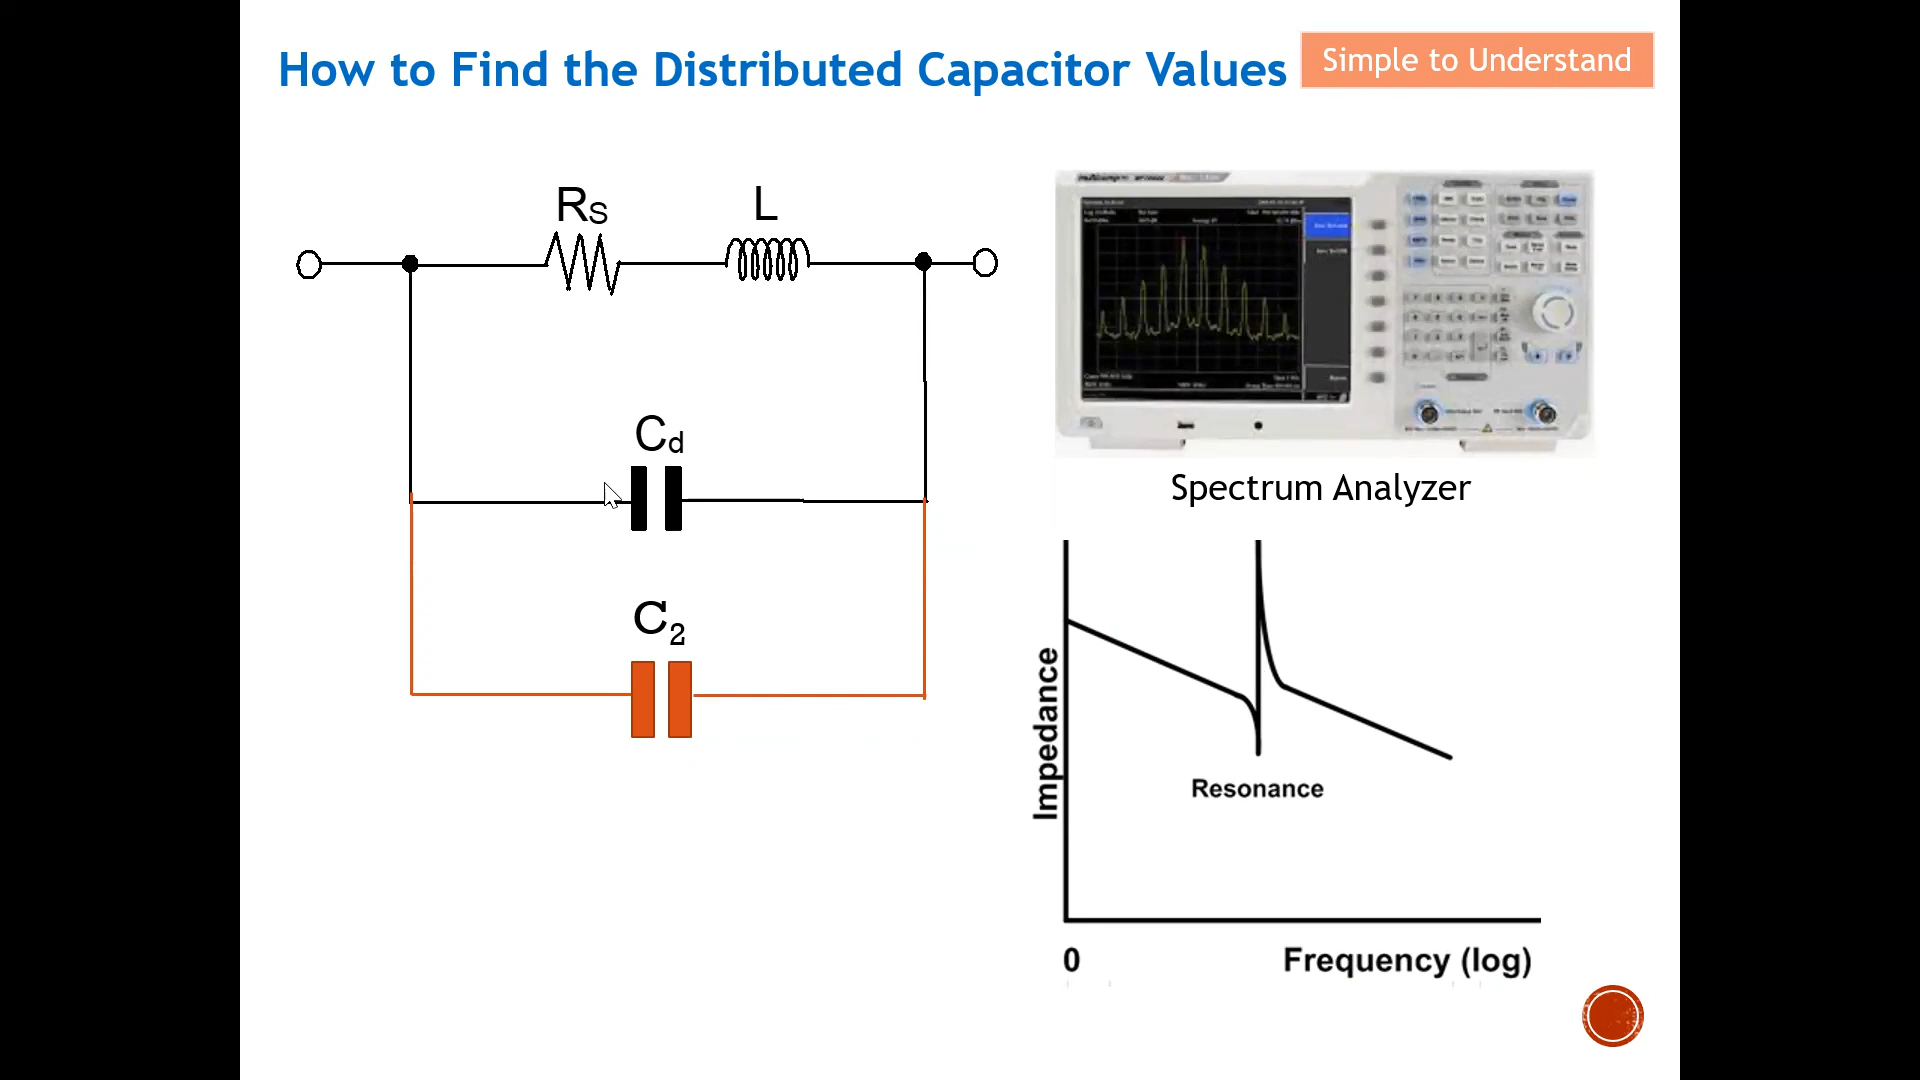 How to Find the Distributed Capacitor Values
Simple to Understand
Rs
L
Cd
C2
Spectrum Analyzer
Impedance
Resonance
0
Frequency (log)